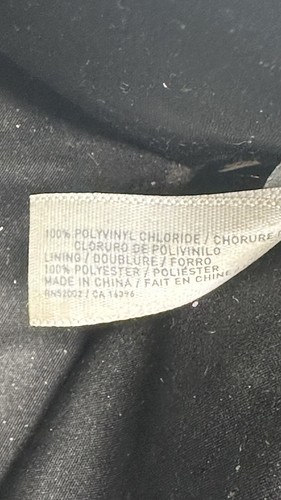 100% POLYVINYL CHLORIDE / CHORURE
CLORURO DE POLIVINILO
LINING / DOUBLURE / FORRO
100% POLYESTER / POLIÉSTER
MADE IN CHINA / FAIT EN CHINE
RN52002 / CA 16396